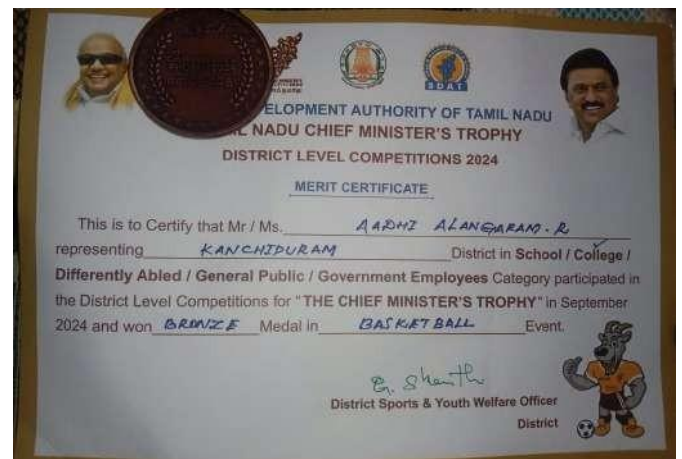 SDAT
ELOPMENT AUTHORITY OF TAMIL NADU
NADU CHIEF MINISTER'S TROPHY
DISTRICT LEVEL COMPETITIONS 2024
MERIT CERTIFICATE
This is to Certify that Mr / Ms. AADHI ALANGARAM. R
representing KANCHIPURAM District in School / College /
Differently Abled / General Public / Government Employees Category participated in
the District Level Competitions for "THE CHIEF MINISTER'S TROPHY" in September
2024 and won BRONZE Medal in BASKETBALL Event.
District Sports & Youth Welfare Officer
District